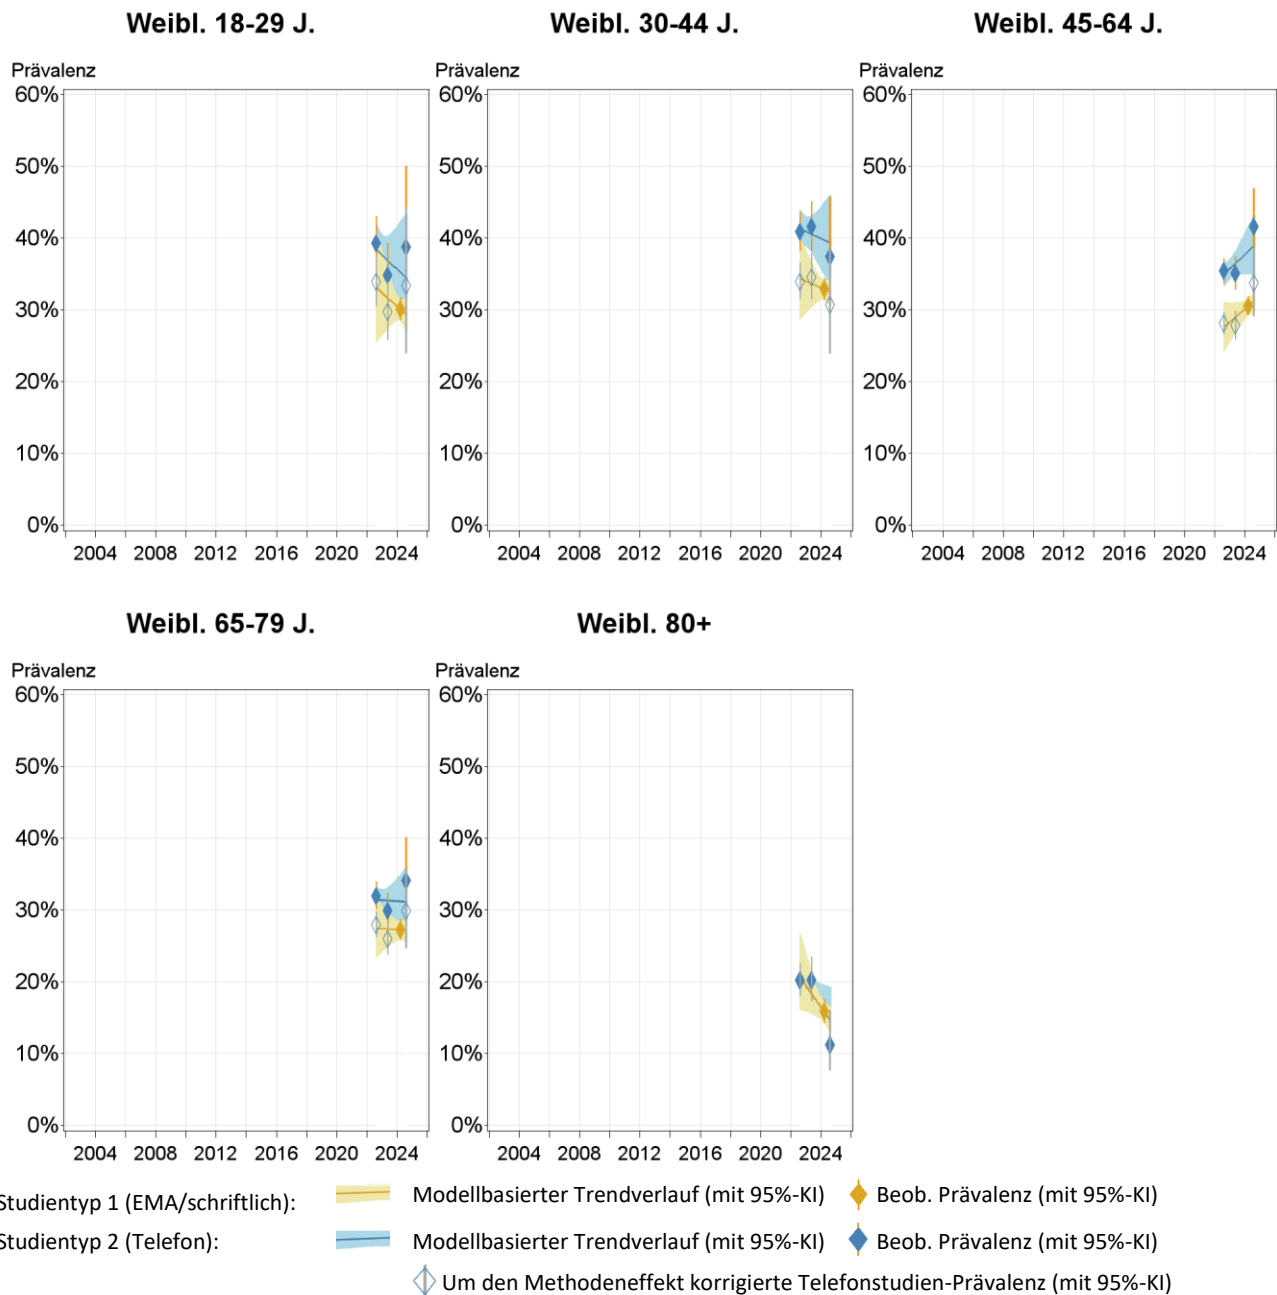 Weibl. 18-29 J.
Weibl. 30-44 J.
Weibl. 45-64 J.
Prävalenz
Prävalenz
Prävalenz
60%
50%
40%
30%
20%
10%
0%
60%
50%
40%
30%
20%
10%
0%
60%
50%
40%
30%
20%
10%
0%
2004 2008 2012 2016 2020 2024
2004 2008 2012 2016 2020 2024
2004 2008 2012 2016 2020 2024
Weibl. 65-79 J.
Weibl. 80+
Prävalenz
Prävalenz
60%
50%
40%
30%
20%
10%
0%
60%
50%
40%
30%
20%
10%
0%
2004 2008 2012 2016 2020 2024
2004 2008 2012 2016 2020 2024
Studientyp 1 (EMA/schriftlich): Modellbasierter Trendverlauf (mit 95%-KI) Beob. Prävalenz (mit 95%-KI)
Studientyp 2 (Telefon): Modellbasierter Trendverlauf (mit 95%-KI) Beob. Prävalenz (mit 95%-KI)
Um den Methodeneffekt korrigierte Telefonstudien-Prävalenz (mit 95%-KI)